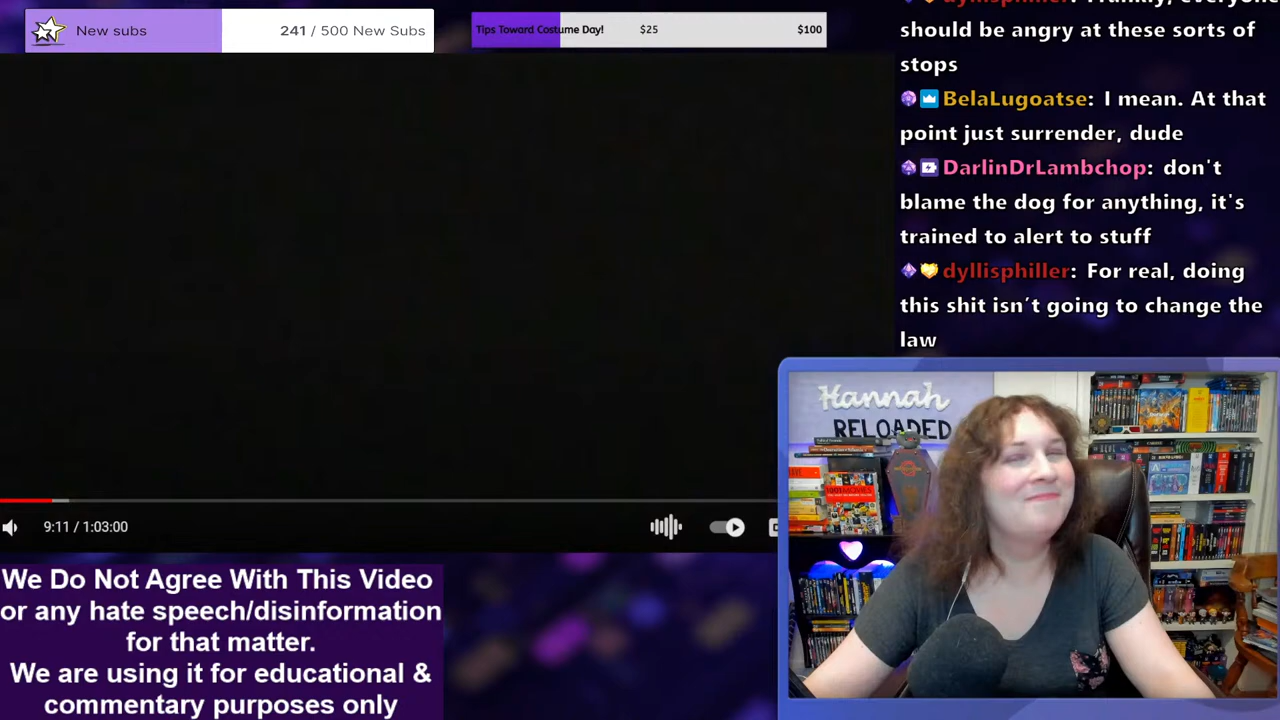 New subs
241 / 500 New Subs
Tips Toward Costume Day!
$25
$100
should be angry at these sorts of
stops
BelaLugoatse: I mean. At that
point just surrender, dude
DarlinDrLambchop: don't
blame the dog for anything, it's
trained to alert to stuff
dyllisphiller: For real, doing
this shit isn't going to change the
law
9:11 / 1:03:00
Hannah
RELOADED
We Do Not Agree With This Video
or any hate speech/disinformation
for that matter.
We are using it for educational &
commentary purposes only